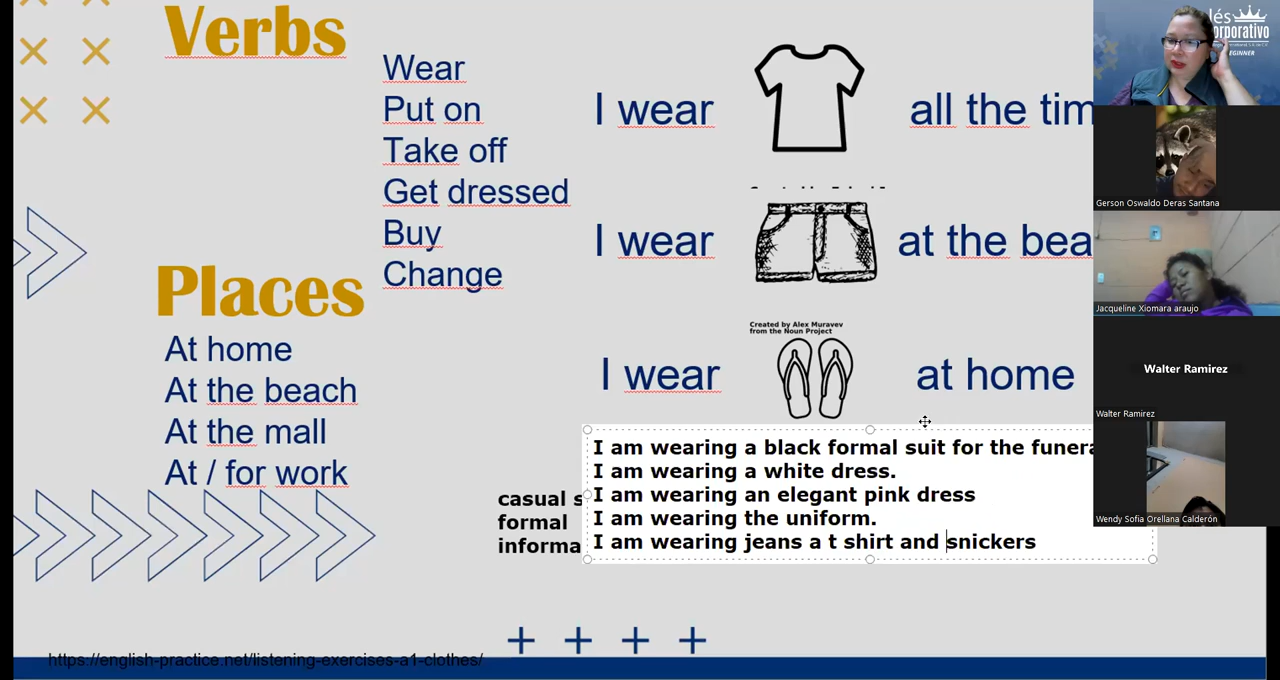 Verbs
Wear
Put on
Take off
Get dressed
Buy
Change
Places
At home
At the beach
At the mall
At / for work
I wear
all the tim
I wear
at the bea
Created by Alex Muravev
from the Noun Project
I wear
at home
casual s
formal
informa
I am wearing a black formal suit for the funera
I am wearing a white dress.
I am wearing an elegant pink dress
I am wearing the uniform.
I am wearing jeans a t shirt and snickers
https://english-practice.net/listening-exercises-a1-clothes/
lés
orporativo
EGINNER
Gerson Oswaldo Deras Santana
Jacqueline Xiomara araujo
Walter Ramirez
Walter Ramirez
Wendy Sofia Orellana Calderón